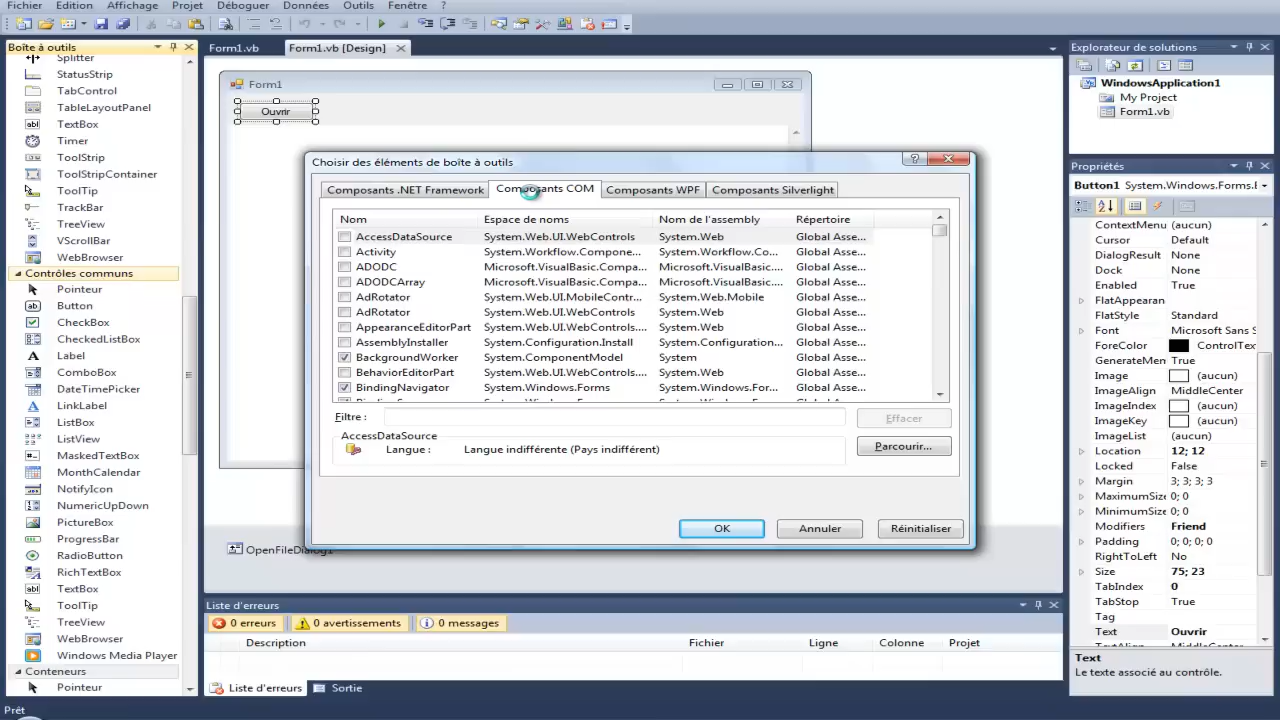 Fichier Edition Affichage Projet Déboguer Données Outils Fenêtre ?
Boîte à outils
Splitter
StatusStrip
TabControl
TableLayoutPanel
TextBox
Timer
ToolStrip
ToolStripContainer
ToolTip
TrackBar
TreeView
VScrollBar
WebBrowser
Contrôles communs
Pointeur
Button
CheckBox
CheckedListBox
Label
ComboBox
DateTimePicker
LinkLabel
ListBox
ListView
MaskedTextBox
MonthCalendar
NotifyIcon
NumericUpDown
PictureBox
ProgressBar
RadioButton
RichTextBox
TextBox
ToolTip
TreeView
WebBrowser
Windows Media Player
Conteneurs
Pointeur
Prêt
Form1.vb Form1.vb [Design]
Form1
Ouvrir
Choisir des éléments de boîte à outils
Composants .NET Framework Composants COM Composants WPF Composants Silverlight
Nom Espace de noms Nom de l'assembly Répertoire
AccessDataSource System.Web.UI.WebControls System.Web Global Asse...
Activity System.Workflow.Compone... System.Workflow.Co... Global Asse...
ADODC Microsoft.VisualBasic.Compa... Microsoft.VisualBasic.... Global Asse...
ADODCArray Microsoft.VisualBasic.Compa... Microsoft.VisualBasic.... Global Asse...
AdRotator System.Web.UI.MobileContr... System.Web.Mobile Global Asse...
AdRotator System.Web.UI.WebControls System.Web Global Asse...
AppearanceEditorPart System.Web.UI.WebControls.... System.Web Global Asse...
AssemblyInstaller System.Configuration.Install System.Configuration... Global Asse...
BackgroundWorker System.ComponentModel System Global Asse...
BehaviorEditorPart System.Web.UI.WebControls.... System.Web Global Asse...
BindingNavigator System.Windows.Forms System.Windows.For... Global Asse...
Filtre :
Effacer
AccessDataSource
Langue : Langue indifférente (Pays indifférent)
Parcourir...
OK Annuler Réinitialiser
OpenFileDialog1
Liste d'erreurs
0 erreurs 0 avertissements 0 messages
Description Fichier Ligne Colonne Projet
Liste d'erreurs Sortie
Explorateur de solutions
WindowsApplication1
My Project
Form1.vb
Propriétés
Button1 System.Windows.Forms.E
ContextMenu (aucun)
Cursor Default
DialogResult None
Dock None
Enabled True
FlatAppearan
FlatStyle Standard
Font Microsoft Sans S
ForeColor ControlTex
GenerateMen True
Image (aucun)
ImageAlign MiddleCenter
ImageIndex (aucun)
ImageKey (aucun)
ImageList (aucun)
Location 12; 12
Locked False
Margin 3; 3; 3; 3
MaximumSize 0; 0
MinimumSize 0; 0
Modifiers Friend
Padding 0; 0; 0; 0
RightToLeft No
Size 75; 23
TabIndex 0
TabStop True
Tag
Text Ouvrir
TextAlign MiddleCenter
Text
Le texte associé au contrôle.